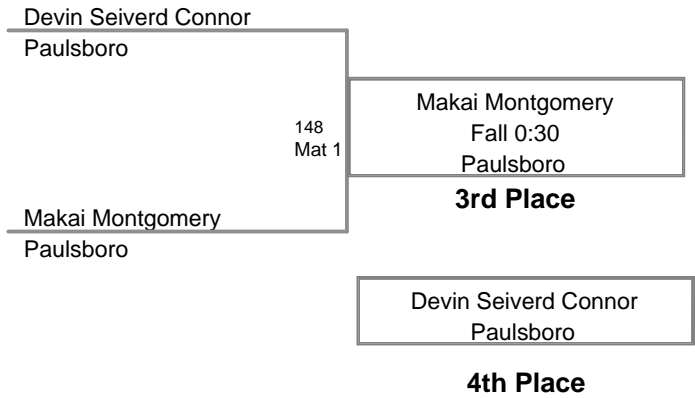 Devin Seiverd Connor
Paulsboro
148
Mat 1
Makai Montgomery
Fall 0:30
Paulsboro
3rd Place
Makai Montgomery
Paulsboro
Devin Seiverd Connor
Paulsboro
4th Place